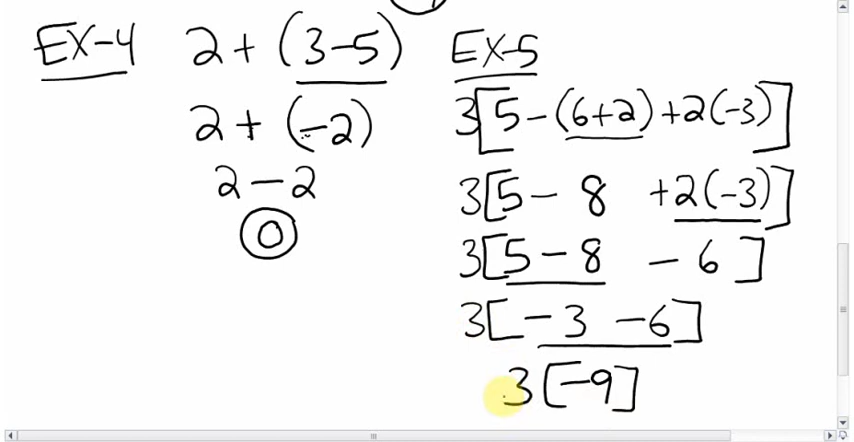 EX-4
2 + (3-5)
2 + (-2)
2 - 2
0
EX-5
3[5 - (6+2) + 2(-3)]
3[5 - 8 + 2(-3)]
3[5 - 8 - 6]
3[-3 - 6]
3[-9]